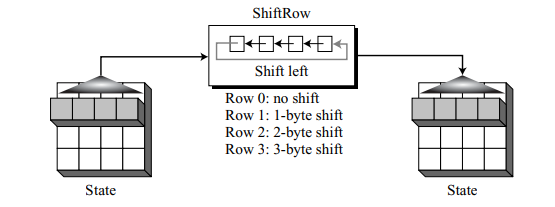 ShiftRow
Shift left
Row 0: no shift
Row 1: 1-byte shift
Row 2: 2-byte shift
Row 3: 3-byte shift
State
State